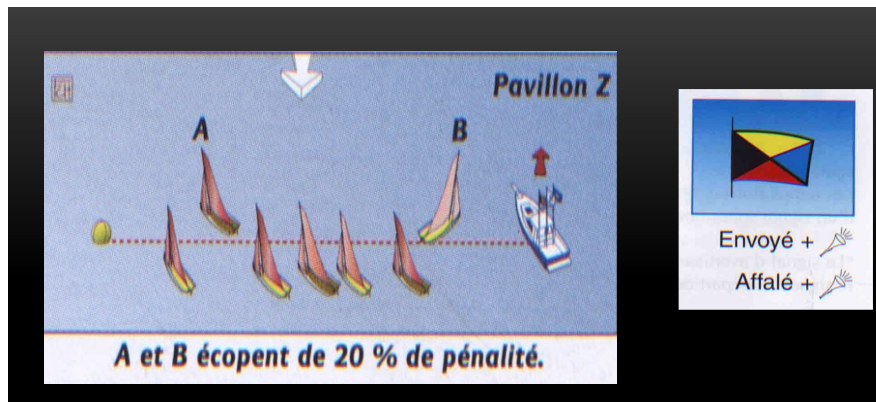 Pavillon Z
A
B
A et B écopent de 20 % de pénalité.
Envoyé +
Affalé +